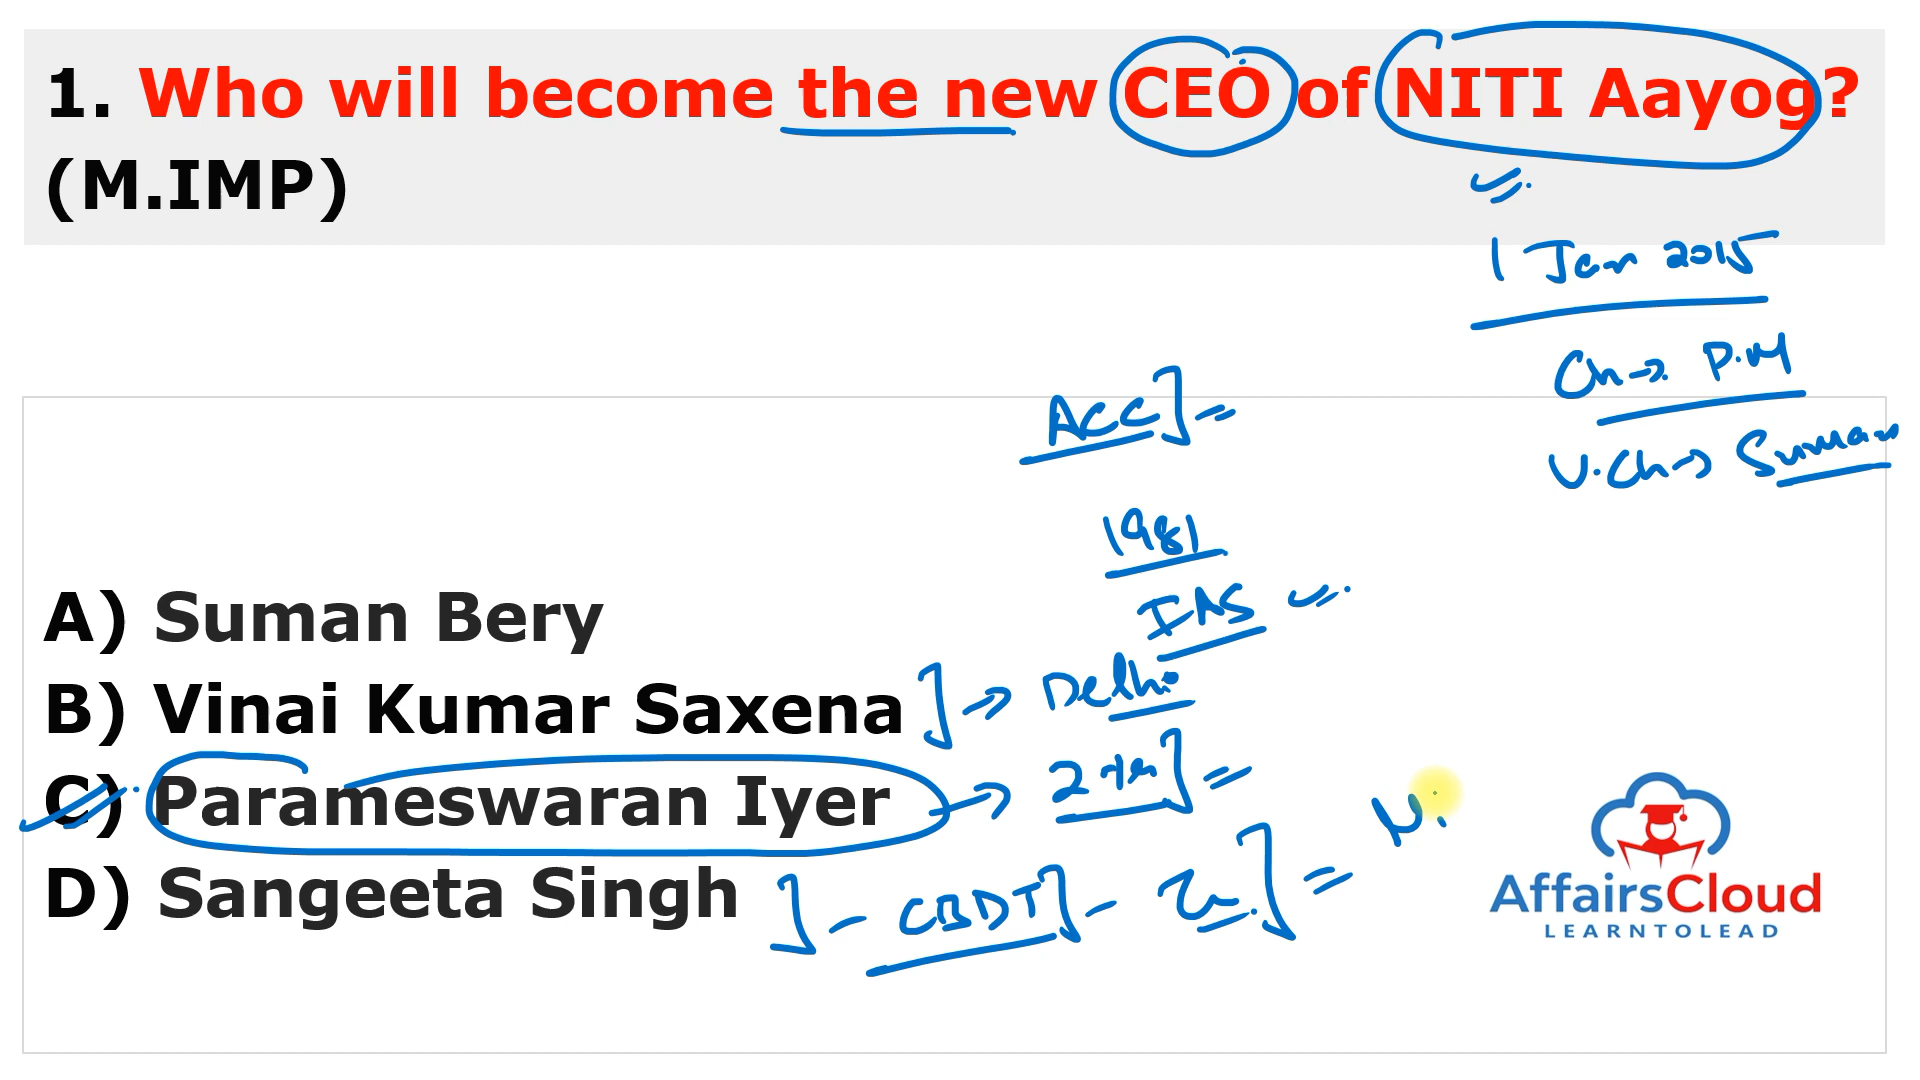 1. Who will become the new CEO of NITI Aayog?
(M.IMP)
1 Jan 2015
Ch → P.M
V.Ch → Suman
ACC]=
1981
IAS
A) Suman Bery
B) Vinai Kumar Saxena ] → Delhi
C) Parameswaran Iyer → 2
D) Sangeeta Singh ] - CBDT] -
AffairsCloud
LEARNTOLEAD